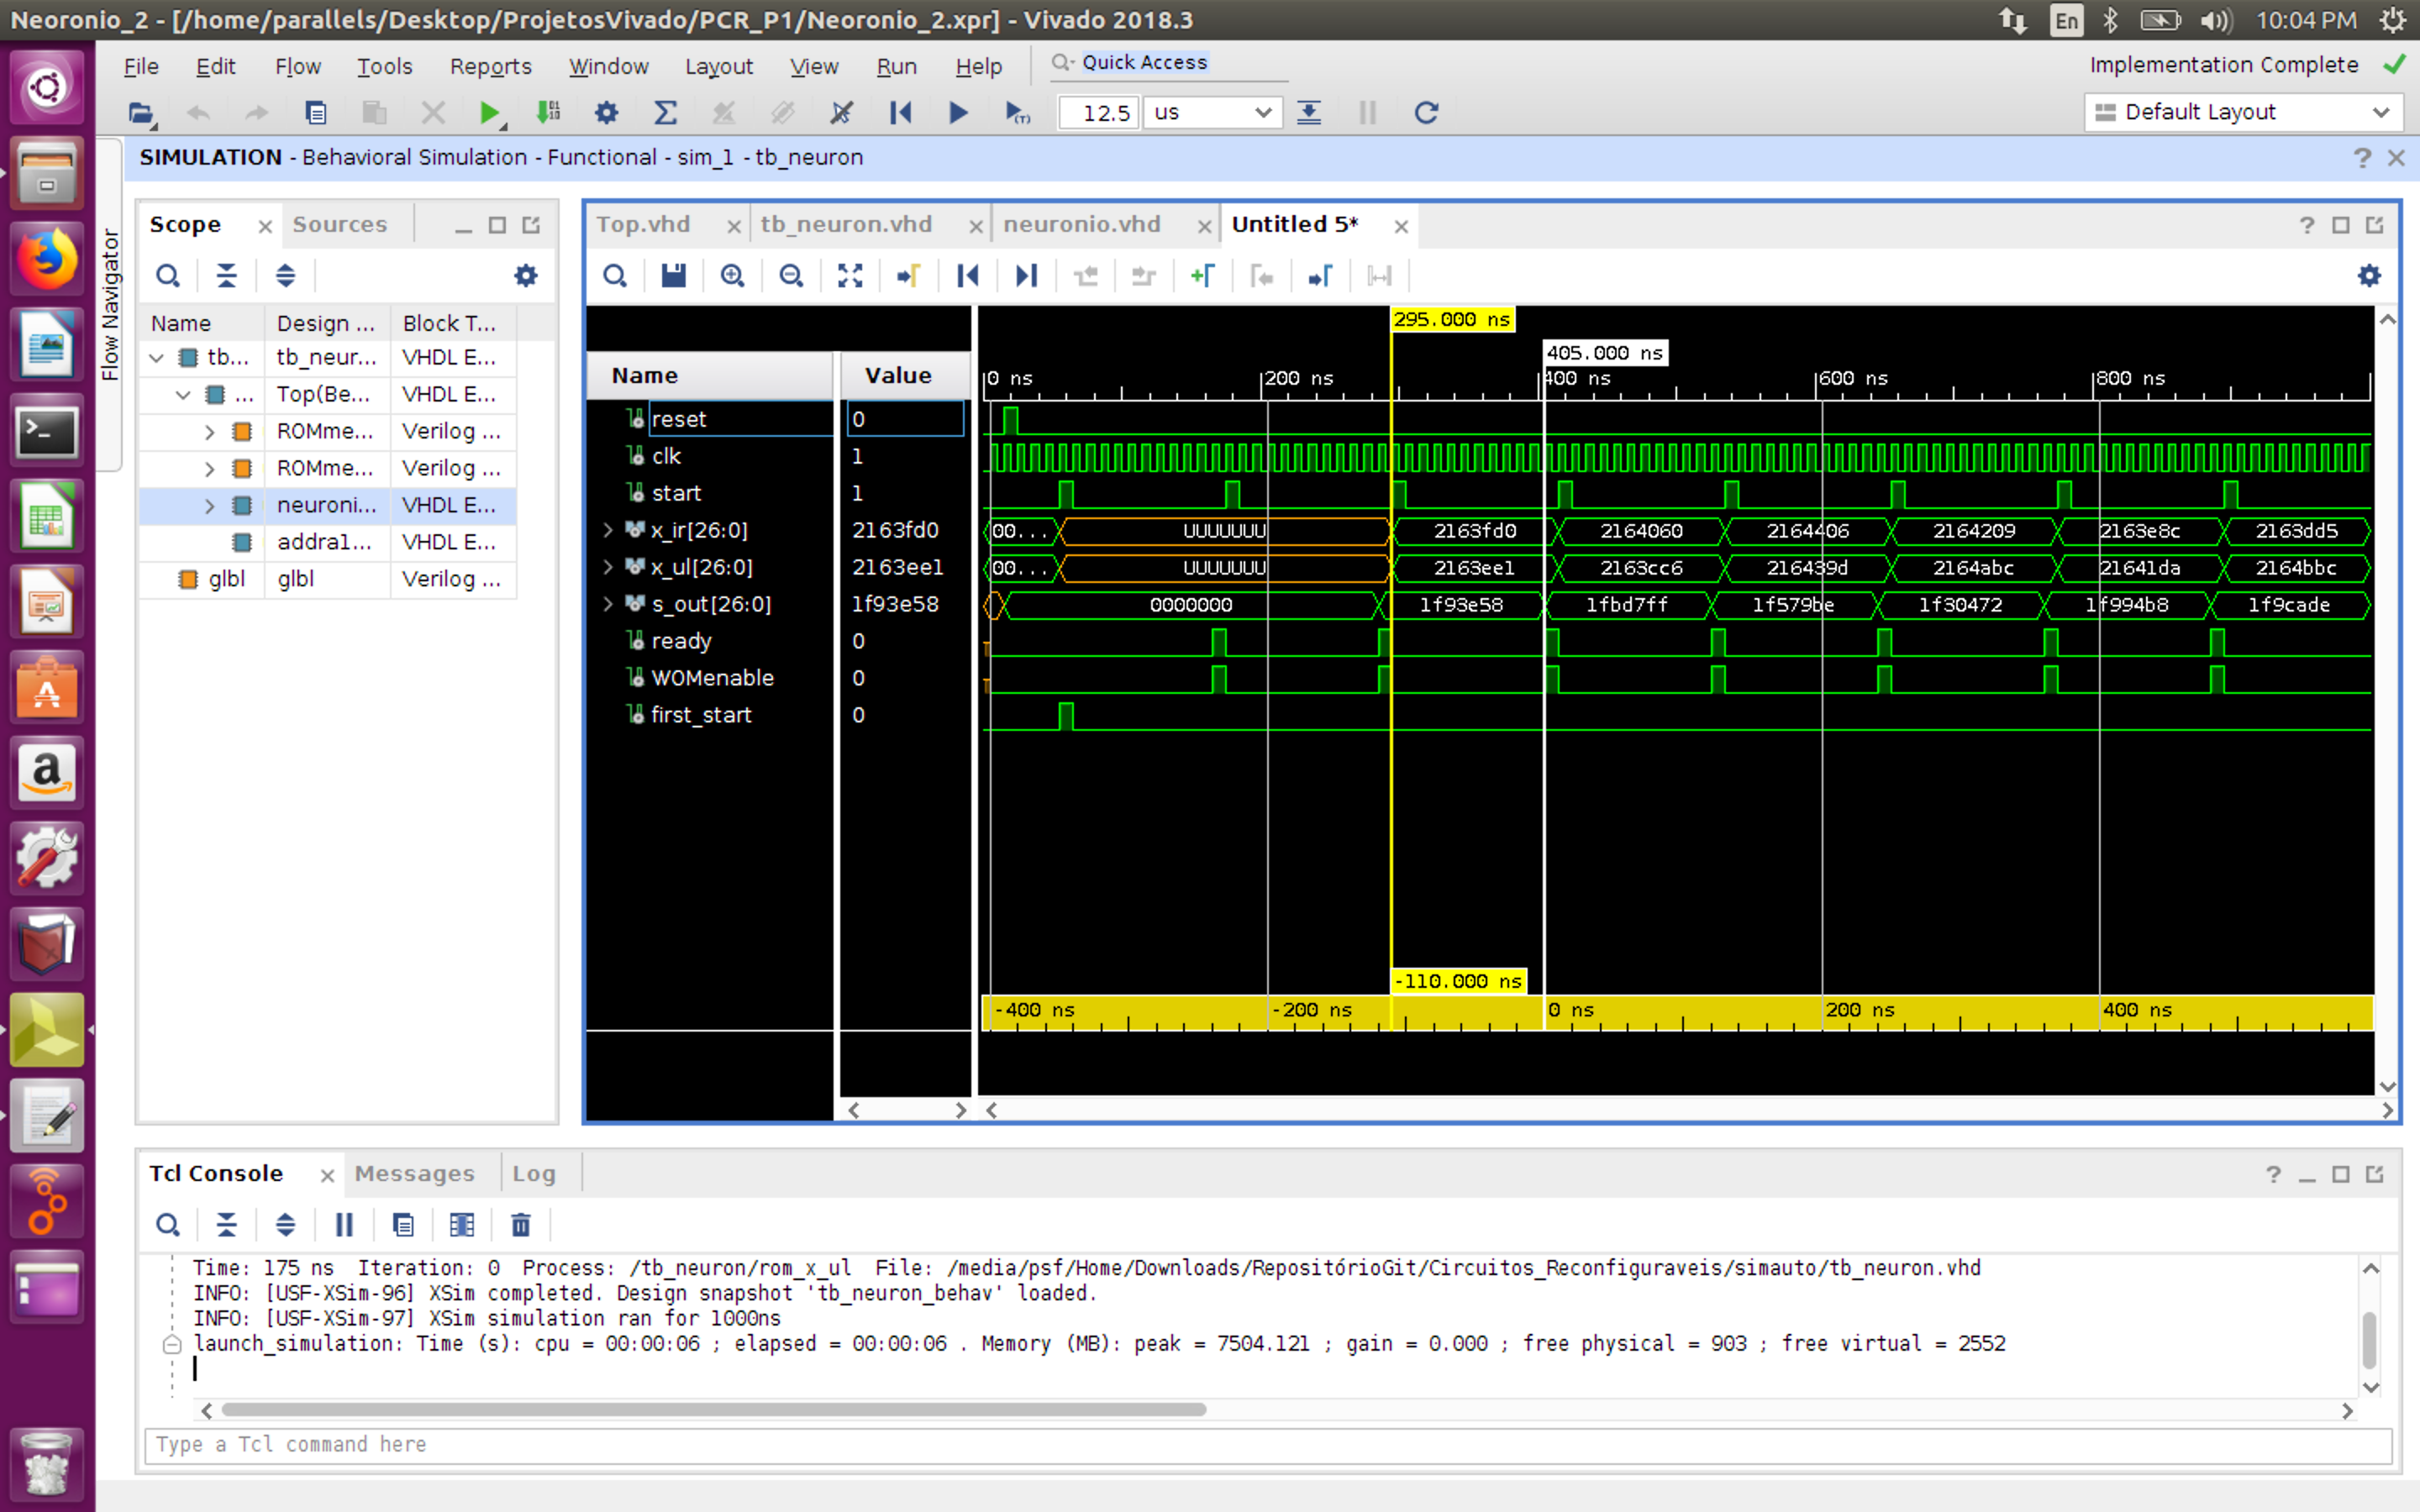 Neoronio_2 - [/home/parallels/Desktop/ProjetosVivado/PCR_P1/Neoronio_2.xpr] - Vivado 2018.3
En
10:04 PM
File Edit Flow Tools Reports Window Layout View Run Help
Quick Access
Implementation Complete
12.5 us
Default Layout
SIMULATION - Behavioral Simulation - Functional - sim_1 - tb_neuron
Flow Navigator
Scope Sources
Name Design ... Block T...
tb... tb_neur... VHDL E...
... Top(Be... VHDL E...
ROMme... Verilog ...
ROMme... Verilog ...
neuroni... VHDL E...
addra1... VHDL E...
glbl glbl Verilog ...
Top.vhd tb_neuron.vhd neuronio.vhd Untitled 5*
295.000 ns
405.000 ns
Name Value
0 ns 200 ns 400 ns 600 ns 800 ns
reset 0
clk 1
start 1
x_ir[26:0] 2163fd0 00... UUUUUUU 2163fd0 2164060 2164406 2164209 2163e8c 2163dd5
x_ul[26:0] 2163ee1 00... UUUUUUU 2163ee1 2163cc6 216439d 2164abc 21641da 2164bbc
s_out[26:0] 1f93e58 0000000 1f93e58 1fbd7ff 1f579be 1f30472 1f994b8 1f9cade
ready 0
WOMenable 0
first_start 0
-110.000 ns
-400 ns -200 ns 0 ns 200 ns 400 ns
Tcl Console Messages Log
Time: 175 ns Iteration: 0 Process: /tb_neuron/rom_x_ul File: /media/psf/Home/Downloads/RepositórioGit/Circuitos_Reconfiguraveis/simauto/tb_neuron.vhd
INFO: [USF-XSim-96] XSim completed. Design snapshot 'tb_neuron_behav' loaded.
INFO: [USF-XSim-97] XSim simulation ran for 1000ns
launch_simulation: Time (s): cpu = 00:00:06 ; elapsed = 00:00:06 . Memory (MB): peak = 7504.121 ; gain = 0.000 ; free physical = 903 ; free virtual = 2552
Type a Tcl command here